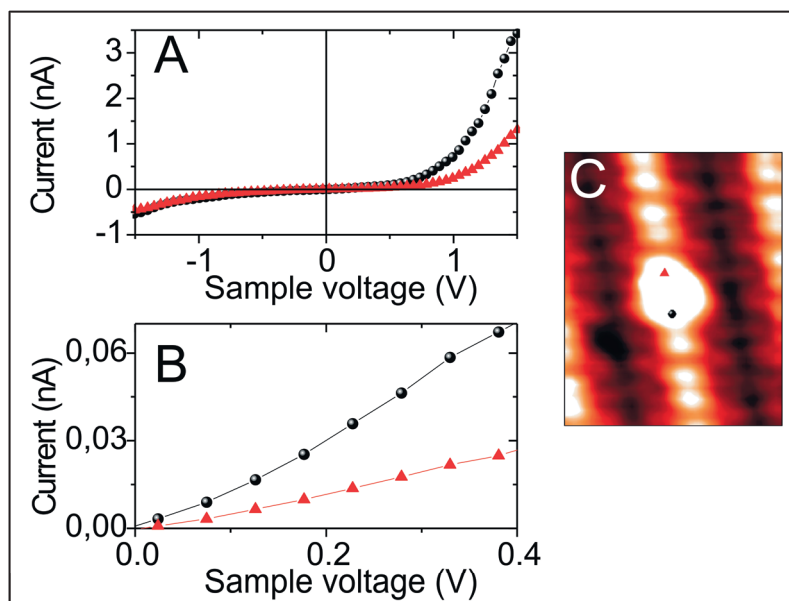 A
3
2
1
0
-1
Current (nA)
-1
0
1
Sample voltage (V)
B
0,06
0,03
0,00
Current (nA)
0.0
0.2
0.4
Sample voltage (V)
C